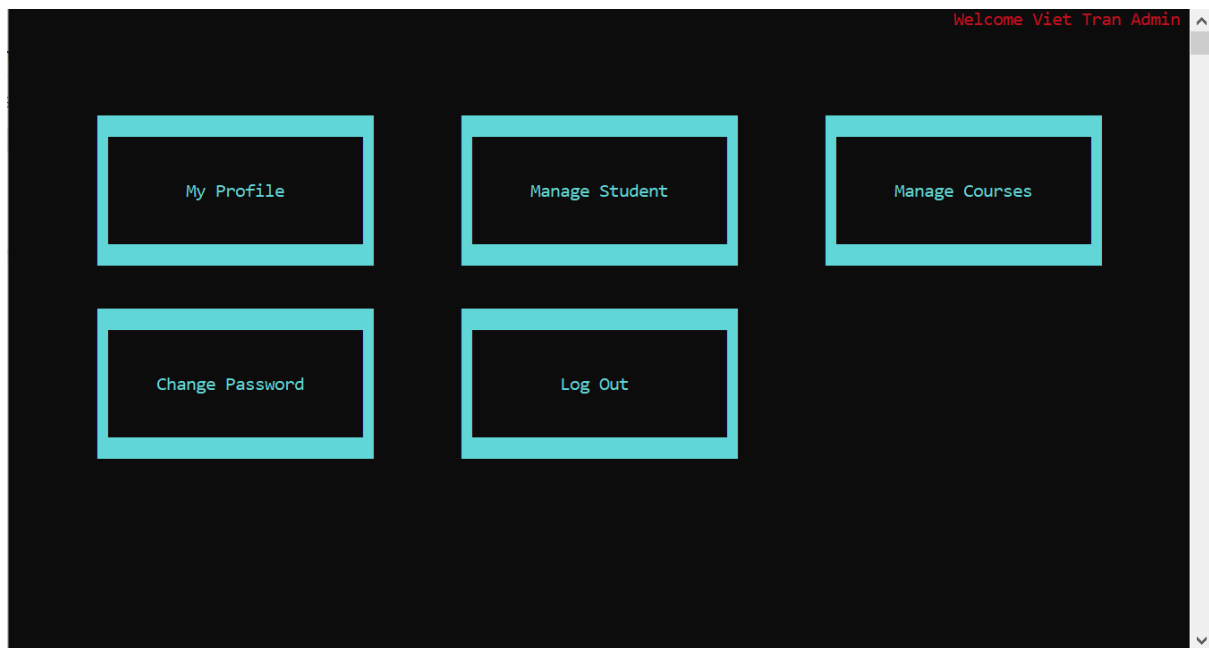 Welcome Viet Tran Admin
My Profile
Manage Student
Manage Courses
Change Password
Log Out